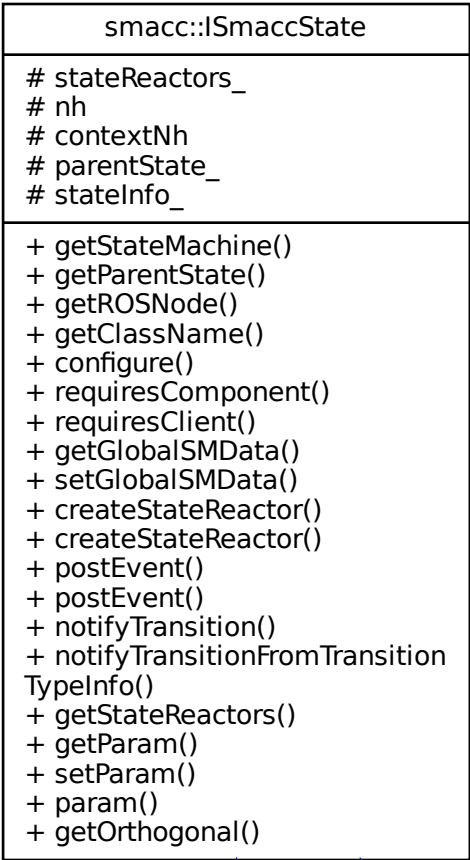 smacc::ISmaccState
# stateReactors_
# nh
# contextNh
# parentState_
# stateInfo_
+ getStateMachine()
+ getParentState()
+ getROSNode()
+ getClassName()
+ configure()
+ requiresComponent()
+ requiresClient()
+ getGlobalSMData()
+ setGlobalSMData()
+ createStateReactor()
+ createStateReactor()
+ postEvent()
+ postEvent()
+ notifyTransition()
+ notifyTransitionFromTransition
TypeInfo()
+ getStateReactors()
+ getParam()
+ setParam()
+ param()
+ getOrthogonal()